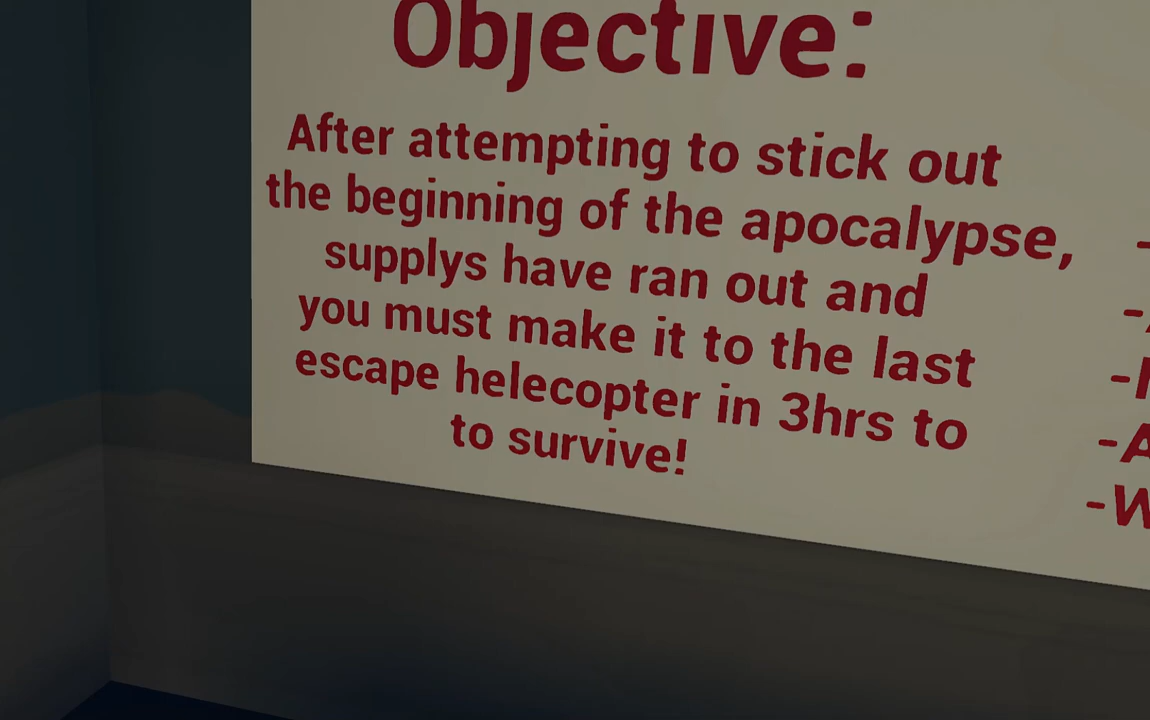 Objective:
After attempting to stick out
the beginning of the apocalypse,
supplys have ran out and
you must make it to the last
escape helecopter in 3hrs to
to survive!